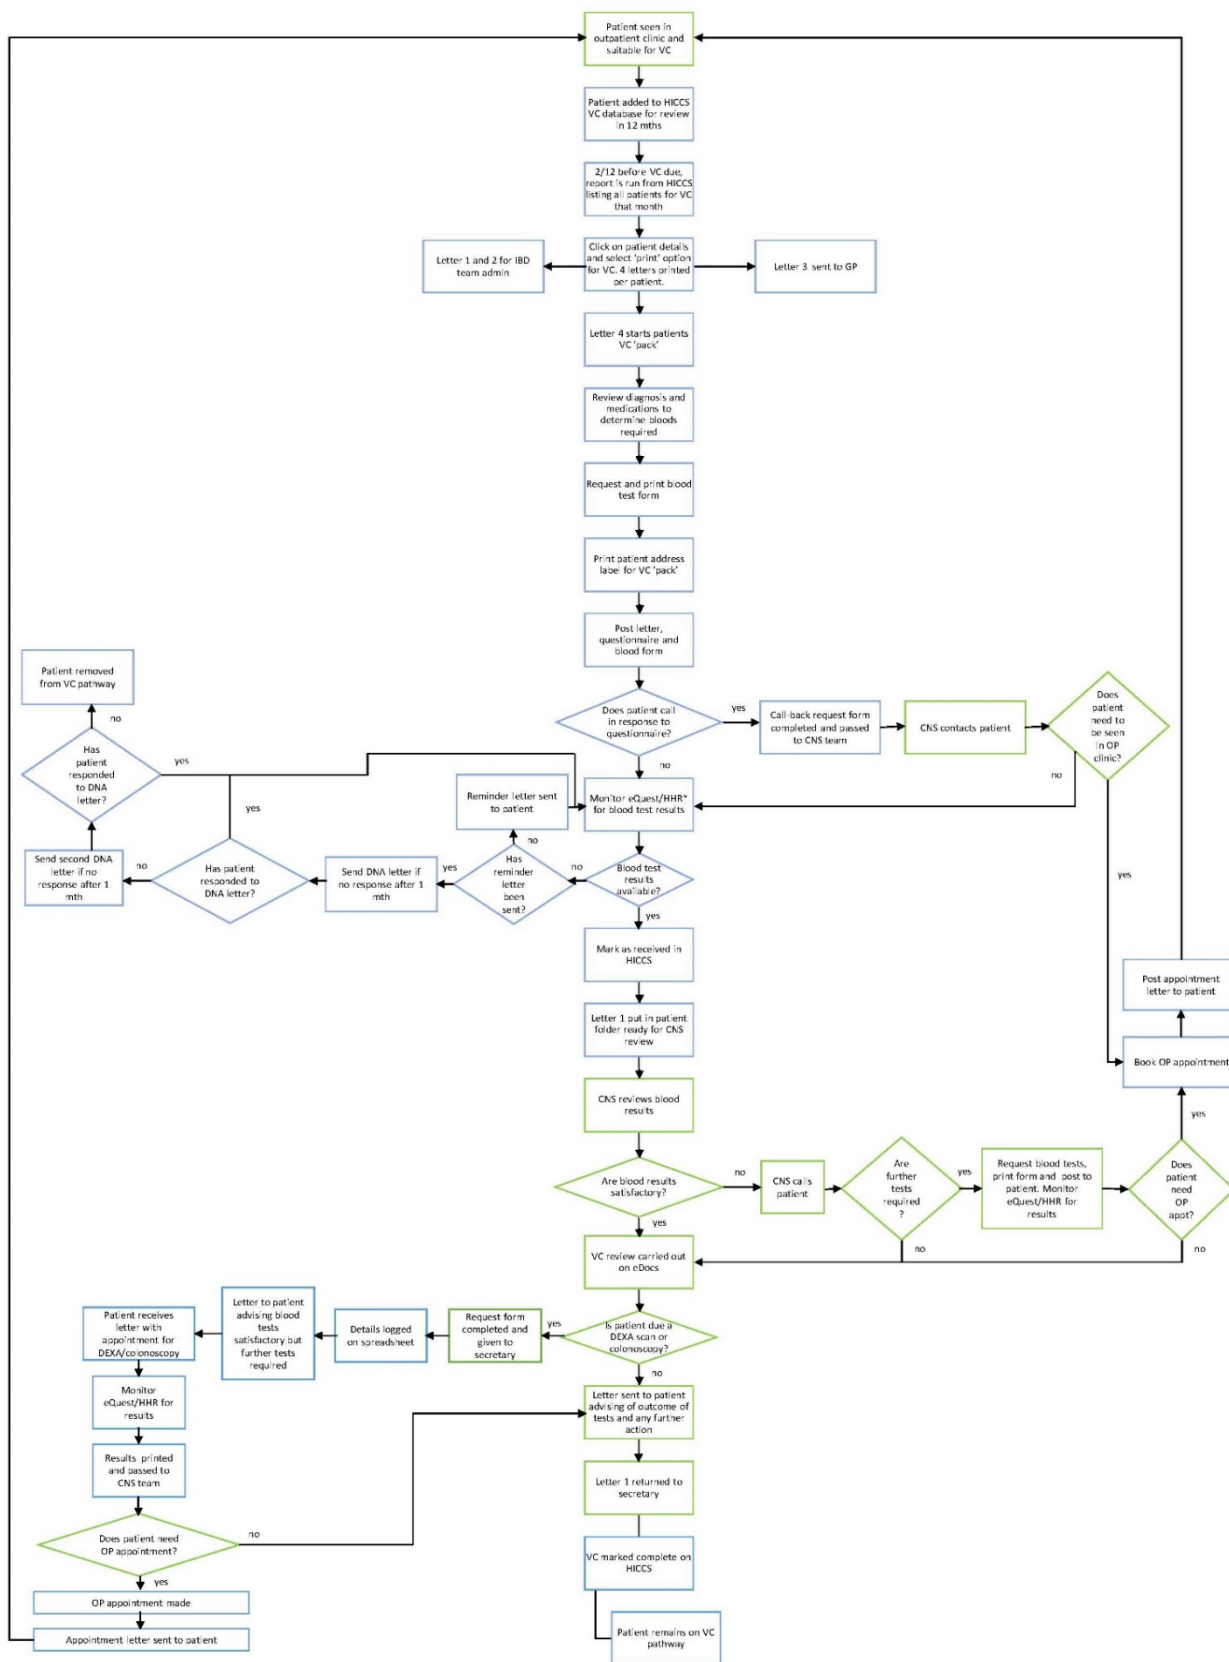 Patient seen in
outpatient clinic and
suitable for VC
Patient added to HICCS
VC database for review
in 12 mths
2/12 before VC due,
report is run from HICCS
listing all patients for VC
that month
Letter 1 and 2 for IBD
team admin
Click on patient details
and select 'print' option
for VC. 4 letters printed
per patient.
Letter 3 sent to GP
Letter 4 starts patients
VC 'pack'
Review diagnosis and
medications to
determine bloods
required
Request and print blood
test form
Print patient address
label for VC 'pack'
Post letter,
questionnaire and
blood form
Does patient call
in response to
questionnaire?
yes
Call-back request form
completed and passed
to CNS team
CNS contacts patient
Does
patient
need to
be seen
in OP
clinic?
no
yes
no
Monitor eQuest/HHR*
for blood test results
Reminder letter sent
to patient
no
Blood test
results
available?
no
Has
reminder
letter
been
sent?
yes
Send DNA letter if
no response after 1
mth
Has patient
responded to DNA
letter?
yes
no
Send second DNA
letter if no
response after 1
mth
Has
patient
responded
to DNA
letter?
yes
no
Patient removed
from VC pathway
yes
Mark as received in
HICCS
Letter 1 put in patient
folder ready for CNS
review
CNS reviews blood
results
Are blood results
satisfactory?
no
CNS calls
patient
Are
further
tests
required
?
yes
Request blood tests,
print form and post to
patient. Monitor
eQuest/HHR for
results
Does
patient
need
OP
appt?
yes
Book OP appointment
Post appointment
letter to patient
no
no
yes
VC review carried out
on eDocs
Is patient due a
DEXA scan or
colonoscopy?
yes
Request form
completed and
given to
secretary
Details logged
on spreadsheet
Letter to patient
advising blood
tests
satisfactory but
further tests
required
Patient receives
letter with
appointment for
DEXA/colonoscopy
Monitor
eQuest/HHR for
results
Results printed
and passed to
CNS team
Does patient need
OP appointment?
no
yes
OP appointment made
Appointment letter sent to patient
no
Letter sent to patient
advising of outcome of
tests and any further
action
Letter 1 returned to
secretary
VC marked complete on
HICCS
Patient remains on VC
pathway